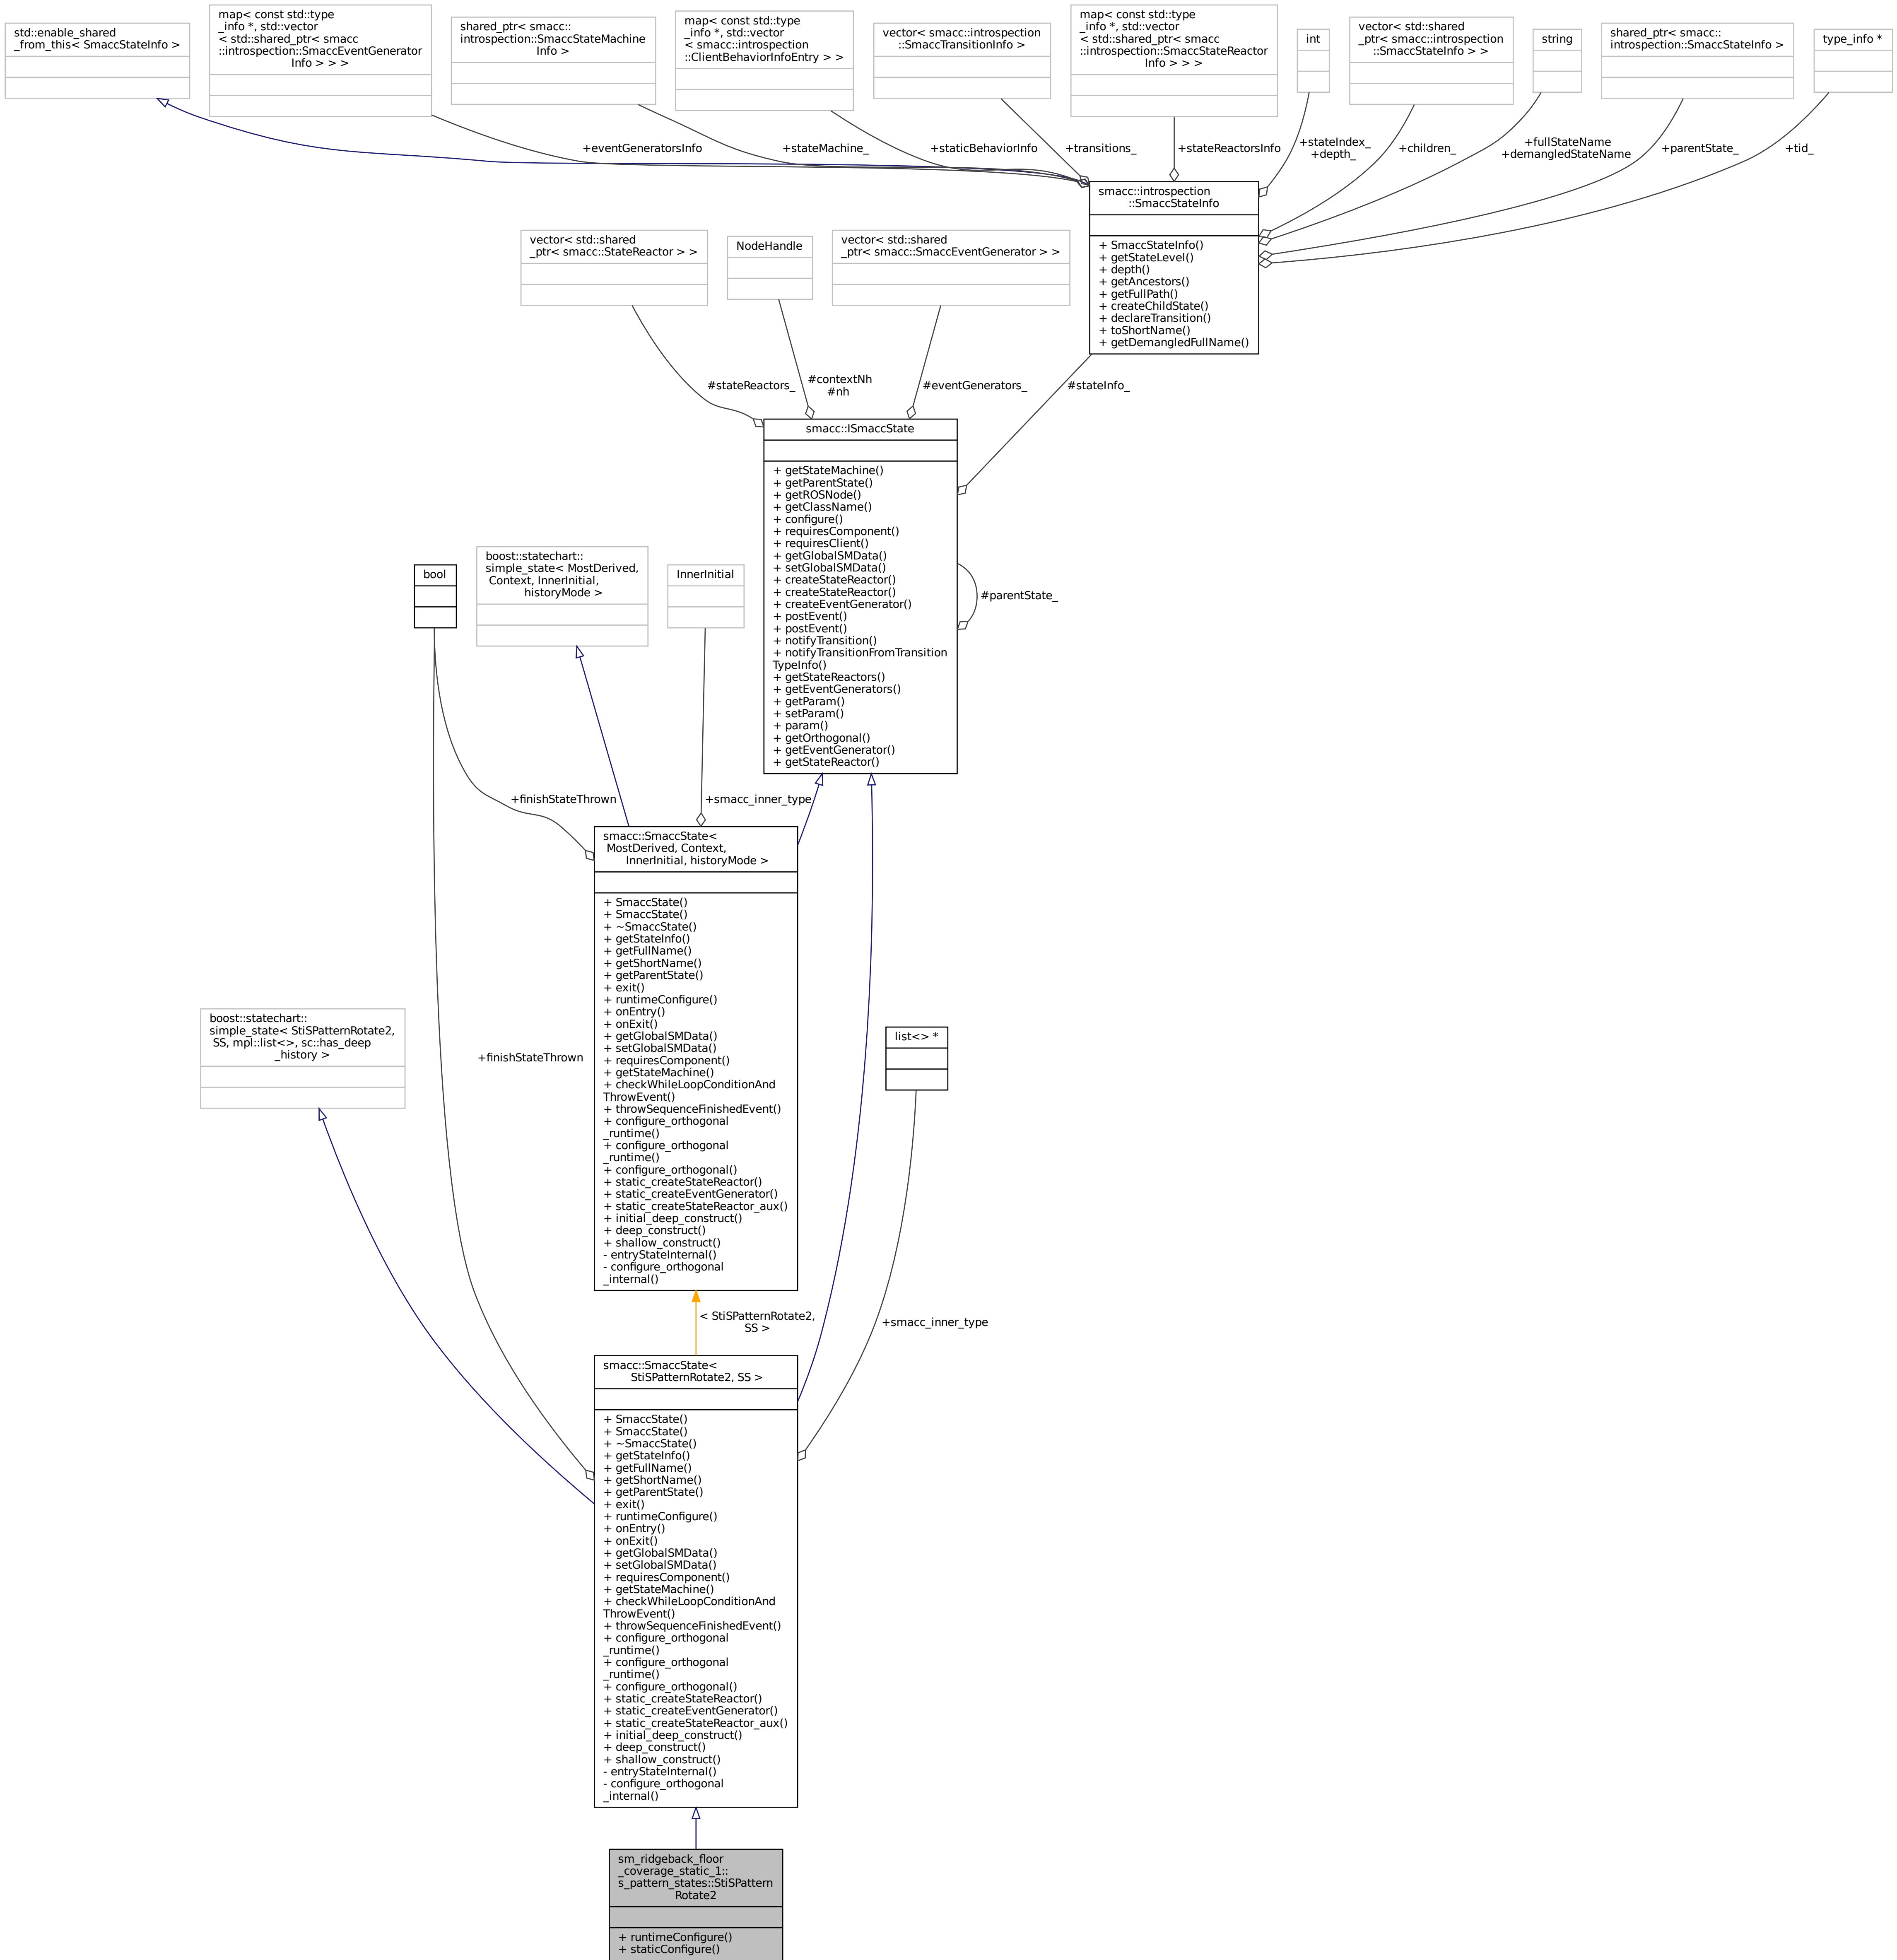 std::enable_shared
_from_this< SmaccStateInfo >
map< const std::type
_info *, std::vector
< std::shared_ptr< smacc
::introspection::SmaccEventGenerator
Info > > >
shared_ptr< smacc::
introspection::SmaccStateMachine
Info >
map< const std::type
_info *, std::vector
< smacc::introspection
::ClientBehaviorInfoEntry > >
vector< smacc::introspection
::SmaccTransitionInfo >
map< const std::type
_info *, std::vector
< std::shared_ptr< smacc
::introspection::SmaccStateReactor
Info > > >
int
vector< std::shared
_ptr< smacc::introspection
::SmaccStateInfo > >
string
shared_ptr< smacc::
introspection::SmaccStateInfo >
type_info *
+eventGeneratorsInfo
+stateMachine_
+staticBehaviorInfo
+transitions_
+stateReactorsInfo
+stateIndex_
+depth_
+children_
+fullStateName
+demangledStateName
+parentState_
+tid_
smacc::introspection
::SmaccStateInfo
+ SmaccStateInfo()
+ getStateLevel()
+ depth()
+ getAncestors()
+ getFullPath()
+ createChildState()
+ declareTransition()
+ toShortName()
+ getDemangledFullName()
vector< std::shared
_ptr< smacc::StateReactor > >
NodeHandle
vector< std::shared
_ptr< smacc::SmaccEventGenerator > >
#stateReactors_
#contextNh
#nh
#eventGenerators_
#stateInfo_
smacc::ISmaccState
+ getStateMachine()
+ getParentState()
+ getROSNode()
+ getClassName()
+ configure()
+ requiresComponent()
+ requiresClient()
+ getGlobalSMData()
+ setGlobalSMData()
+ createStateReactor()
+ createStateReactor()
+ createEventGenerator()
+ postEvent()
+ postEvent()
+ notifyTransition()
+ notifyTransitionFromTransition
TypeInfo()
+ getStateReactors()
+ getEventGenerators()
+ getParam()
+ setParam()
+ param()
+ getOrthogonal()
+ getEventGenerator()
+ getStateReactor()
#parentState_
bool
boost::statechart::
simple_state< MostDerived,
Context, InnerInitial,
historyMode >
InnerInitial
+finishStateThrown
+smacc_inner_type
smacc::SmaccState<
MostDerived, Context,
InnerInitial, historyMode >
+ SmaccState()
+ SmaccState()
+ ~SmaccState()
+ getStateInfo()
+ getFullName()
+ getShortName()
+ getParentState()
+ exit()
+ runtimeConfigure()
+ onEntry()
+ onExit()
+ getGlobalSMData()
+ setGlobalSMData()
+ requiresComponent()
+ getStateMachine()
+ checkWhileLoopConditionAnd
ThrowEvent()
+ throwSequenceFinishedEvent()
+ configure_orthogonal
_runtime()
+ configure_orthogonal
_runtime()
+ configure_orthogonal()
+ static_createStateReactor()
+ static_createEventGenerator()
+ static_createStateReactor_aux()
+ initial_deep_construct()
+ deep_construct()
+ shallow_construct()
- entryStateInternal()
- configure_orthogonal
_internal()
boost::statechart::
simple_state< StiSPatternRotate2,
SS, mpl::list<>, sc::has_deep
_history >
+finishStateThrown
list<> *
< StiSPatternRotate2,
SS >
+smacc_inner_type
smacc::SmaccState<
StiSPatternRotate2, SS >
+ SmaccState()
+ SmaccState()
+ ~SmaccState()
+ getStateInfo()
+ getFullName()
+ getShortName()
+ getParentState()
+ exit()
+ runtimeConfigure()
+ onEntry()
+ onExit()
+ getGlobalSMData()
+ setGlobalSMData()
+ requiresComponent()
+ getStateMachine()
+ checkWhileLoopConditionAnd
ThrowEvent()
+ throwSequenceFinishedEvent()
+ configure_orthogonal
_runtime()
+ configure_orthogonal
_runtime()
+ configure_orthogonal()
+ static_createStateReactor()
+ static_createEventGenerator()
+ static_createStateReactor_aux()
+ initial_deep_construct()
+ deep_construct()
+ shallow_construct()
- entryStateInternal()
- configure_orthogonal
_internal()
sm_ridgeback_floor
_coverage_static_1::
s_pattern_states::StiSPattern
Rotate2
+ runtimeConfigure()
+ staticConfigure()